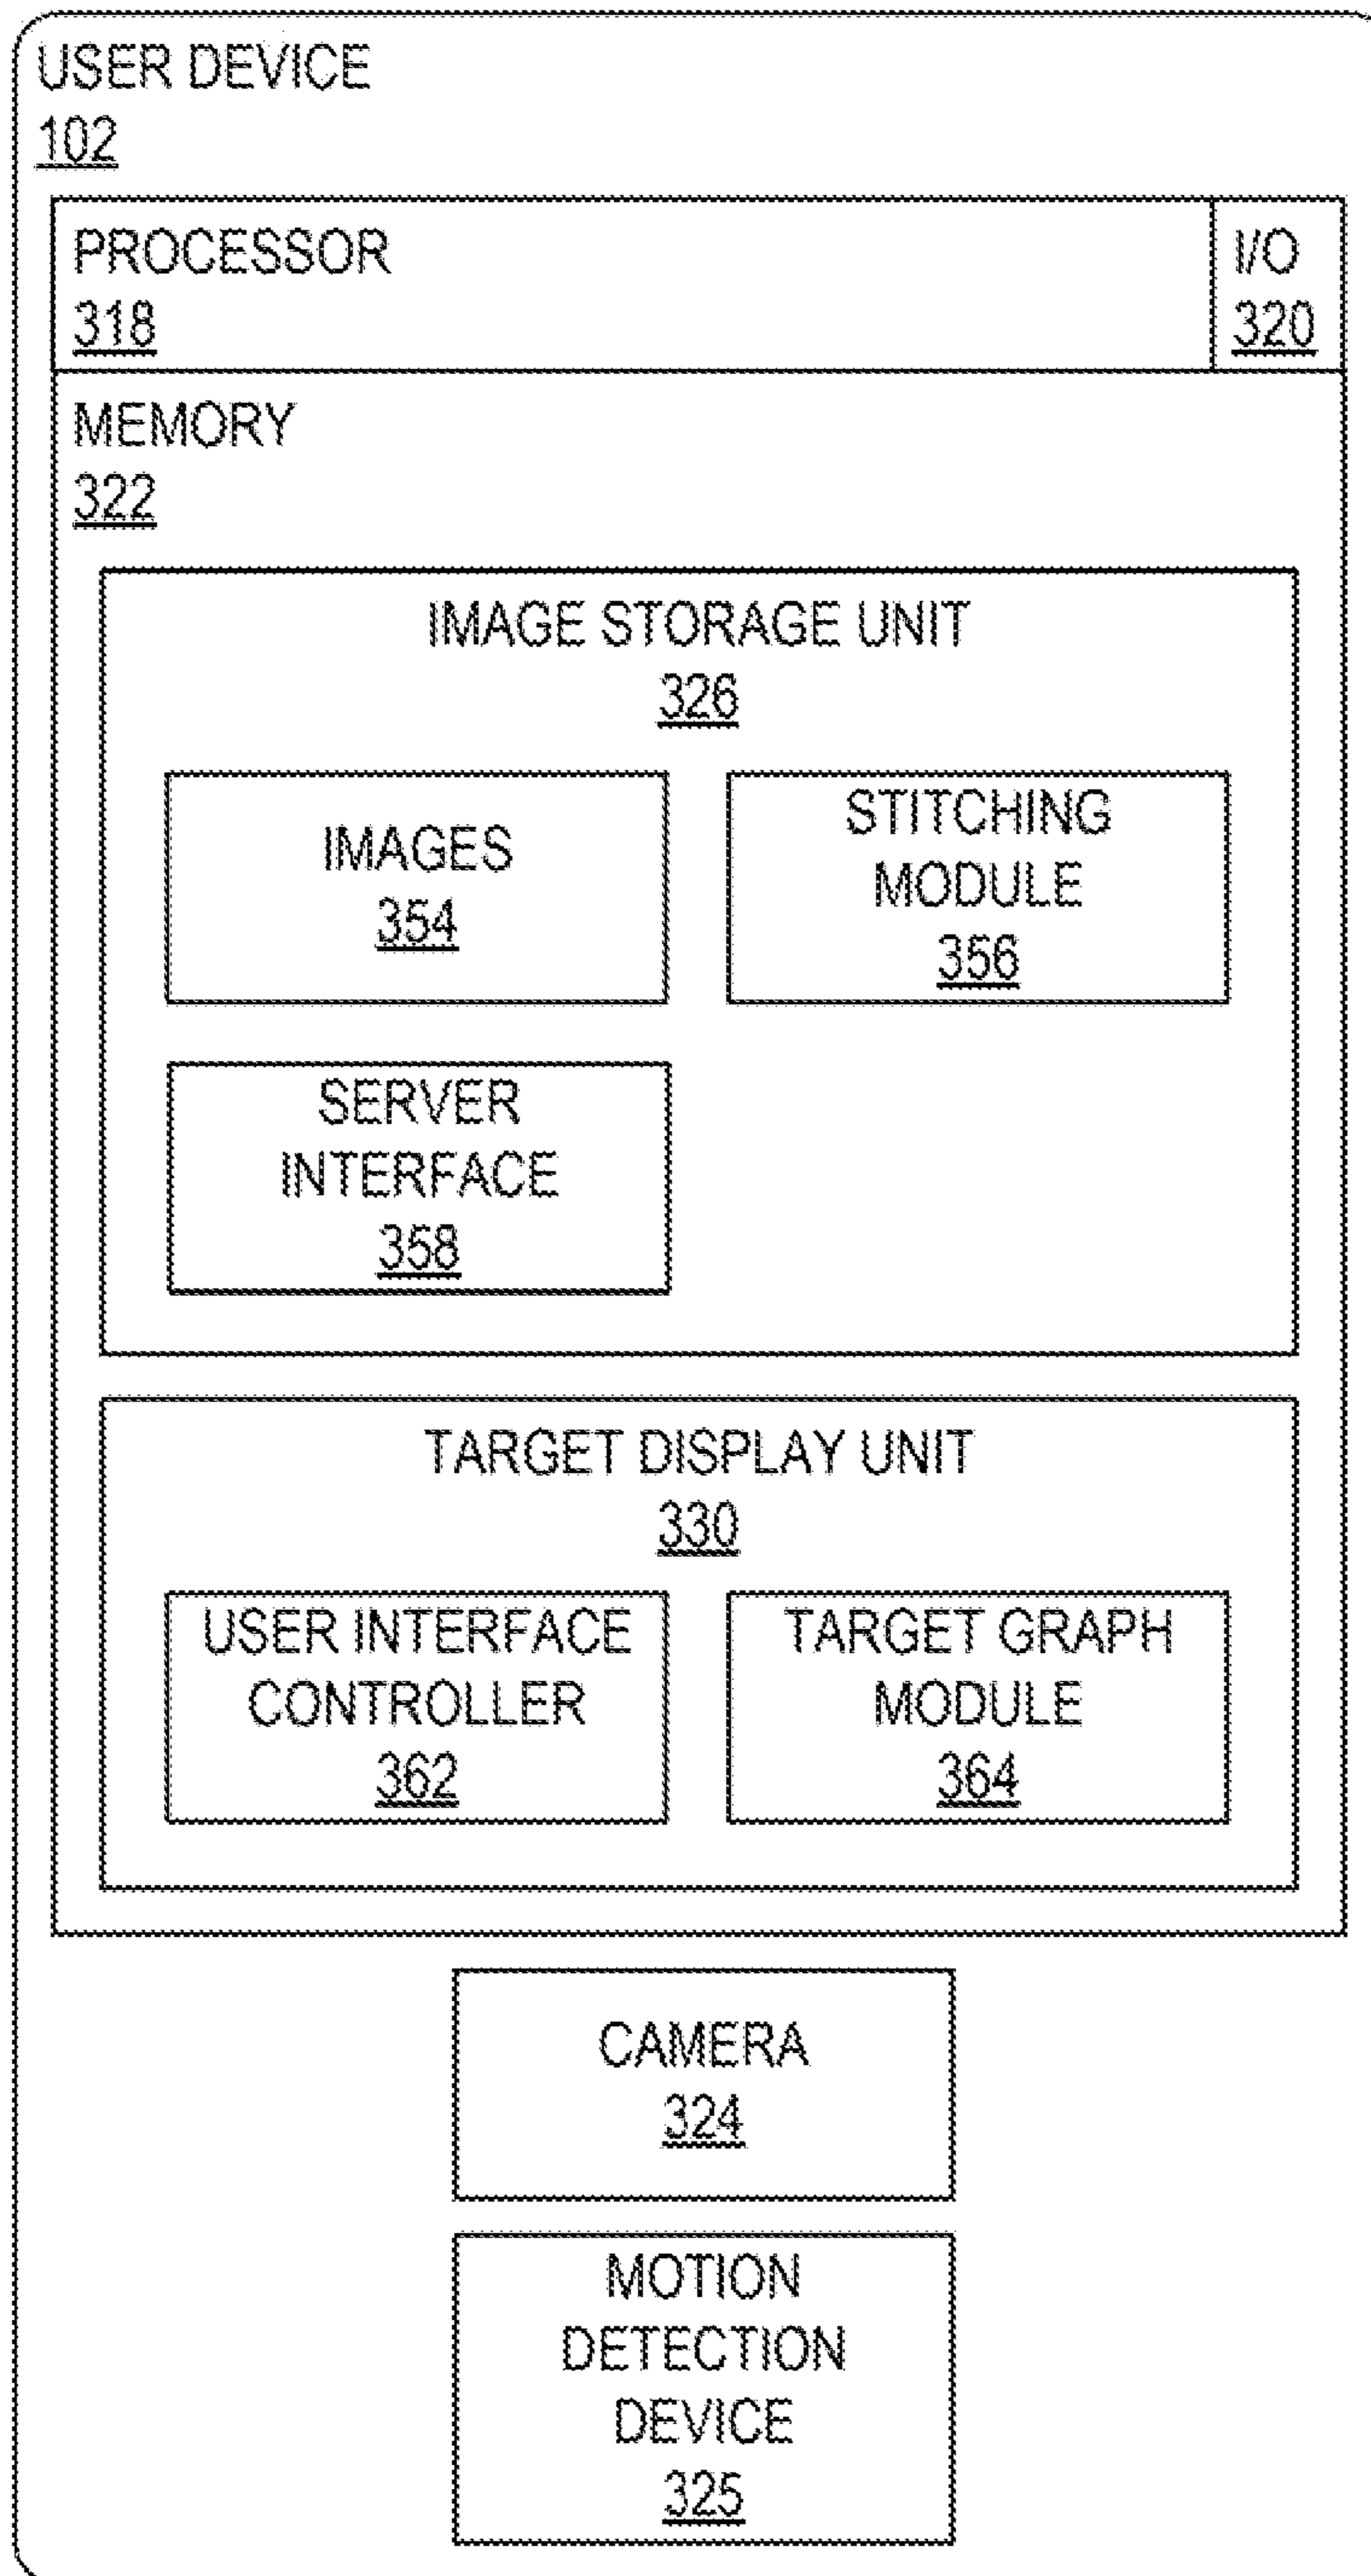 USER DEVICE
102
PROCESSOR
318
I/O
320
MEMORY
322
IMAGE STORAGE UNIT
326
IMAGES
354
STITCHING
MODULE
356
SERVER
INTERFACE
358
TARGET DISPLAY UNIT
330
USER INTERFACE
CONTROLLER
362
TARGET GRAPH
MODULE
364
CAMERA
324
MOTION
DETECTION
DEVICE
325